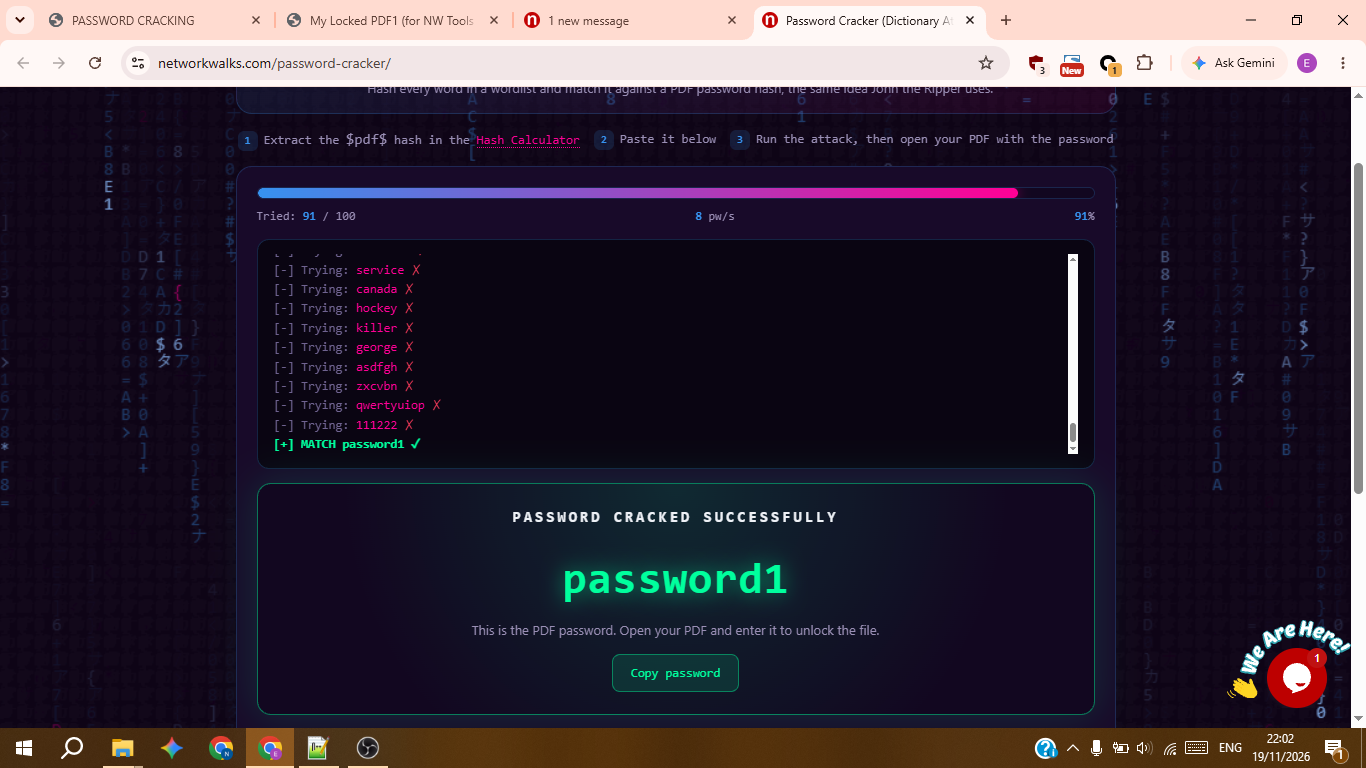 PASSWORD CRACKING
My Locked PDF1 (for NW Tools
1 new message
Password Cracker (Dictionary At
networkwalks.com/password-cracker/
3
New
1
Ask Gemini
E
Hash every word in a wordlist and match it against a PDF password hash, the same idea John the Ripper uses.
1 Extract the $pdf$ hash in the Hash Calculator 2 Paste it below 3 Run the attack, then open your PDF with the password
Tried: 91 / 100 8 pw/s 91%
[-] Trying: service ✗
[-] Trying: canada ✗
[-] Trying: hockey ✗
[-] Trying: killer ✗
[-] Trying: george ✗
[-] Trying: asdfgh ✗
[-] Trying: zxcvbn ✗
[-] Trying: qwertyuiop ✗
[-] Trying: 111222 ✗
[+] MATCH password1 ✓
PASSWORD CRACKED SUCCESSFULLY
password1
This is the PDF password. Open your PDF and enter it to unlock the file.
Copy password
We Are Here!
1
ENG
22:02
19/11/2026
1